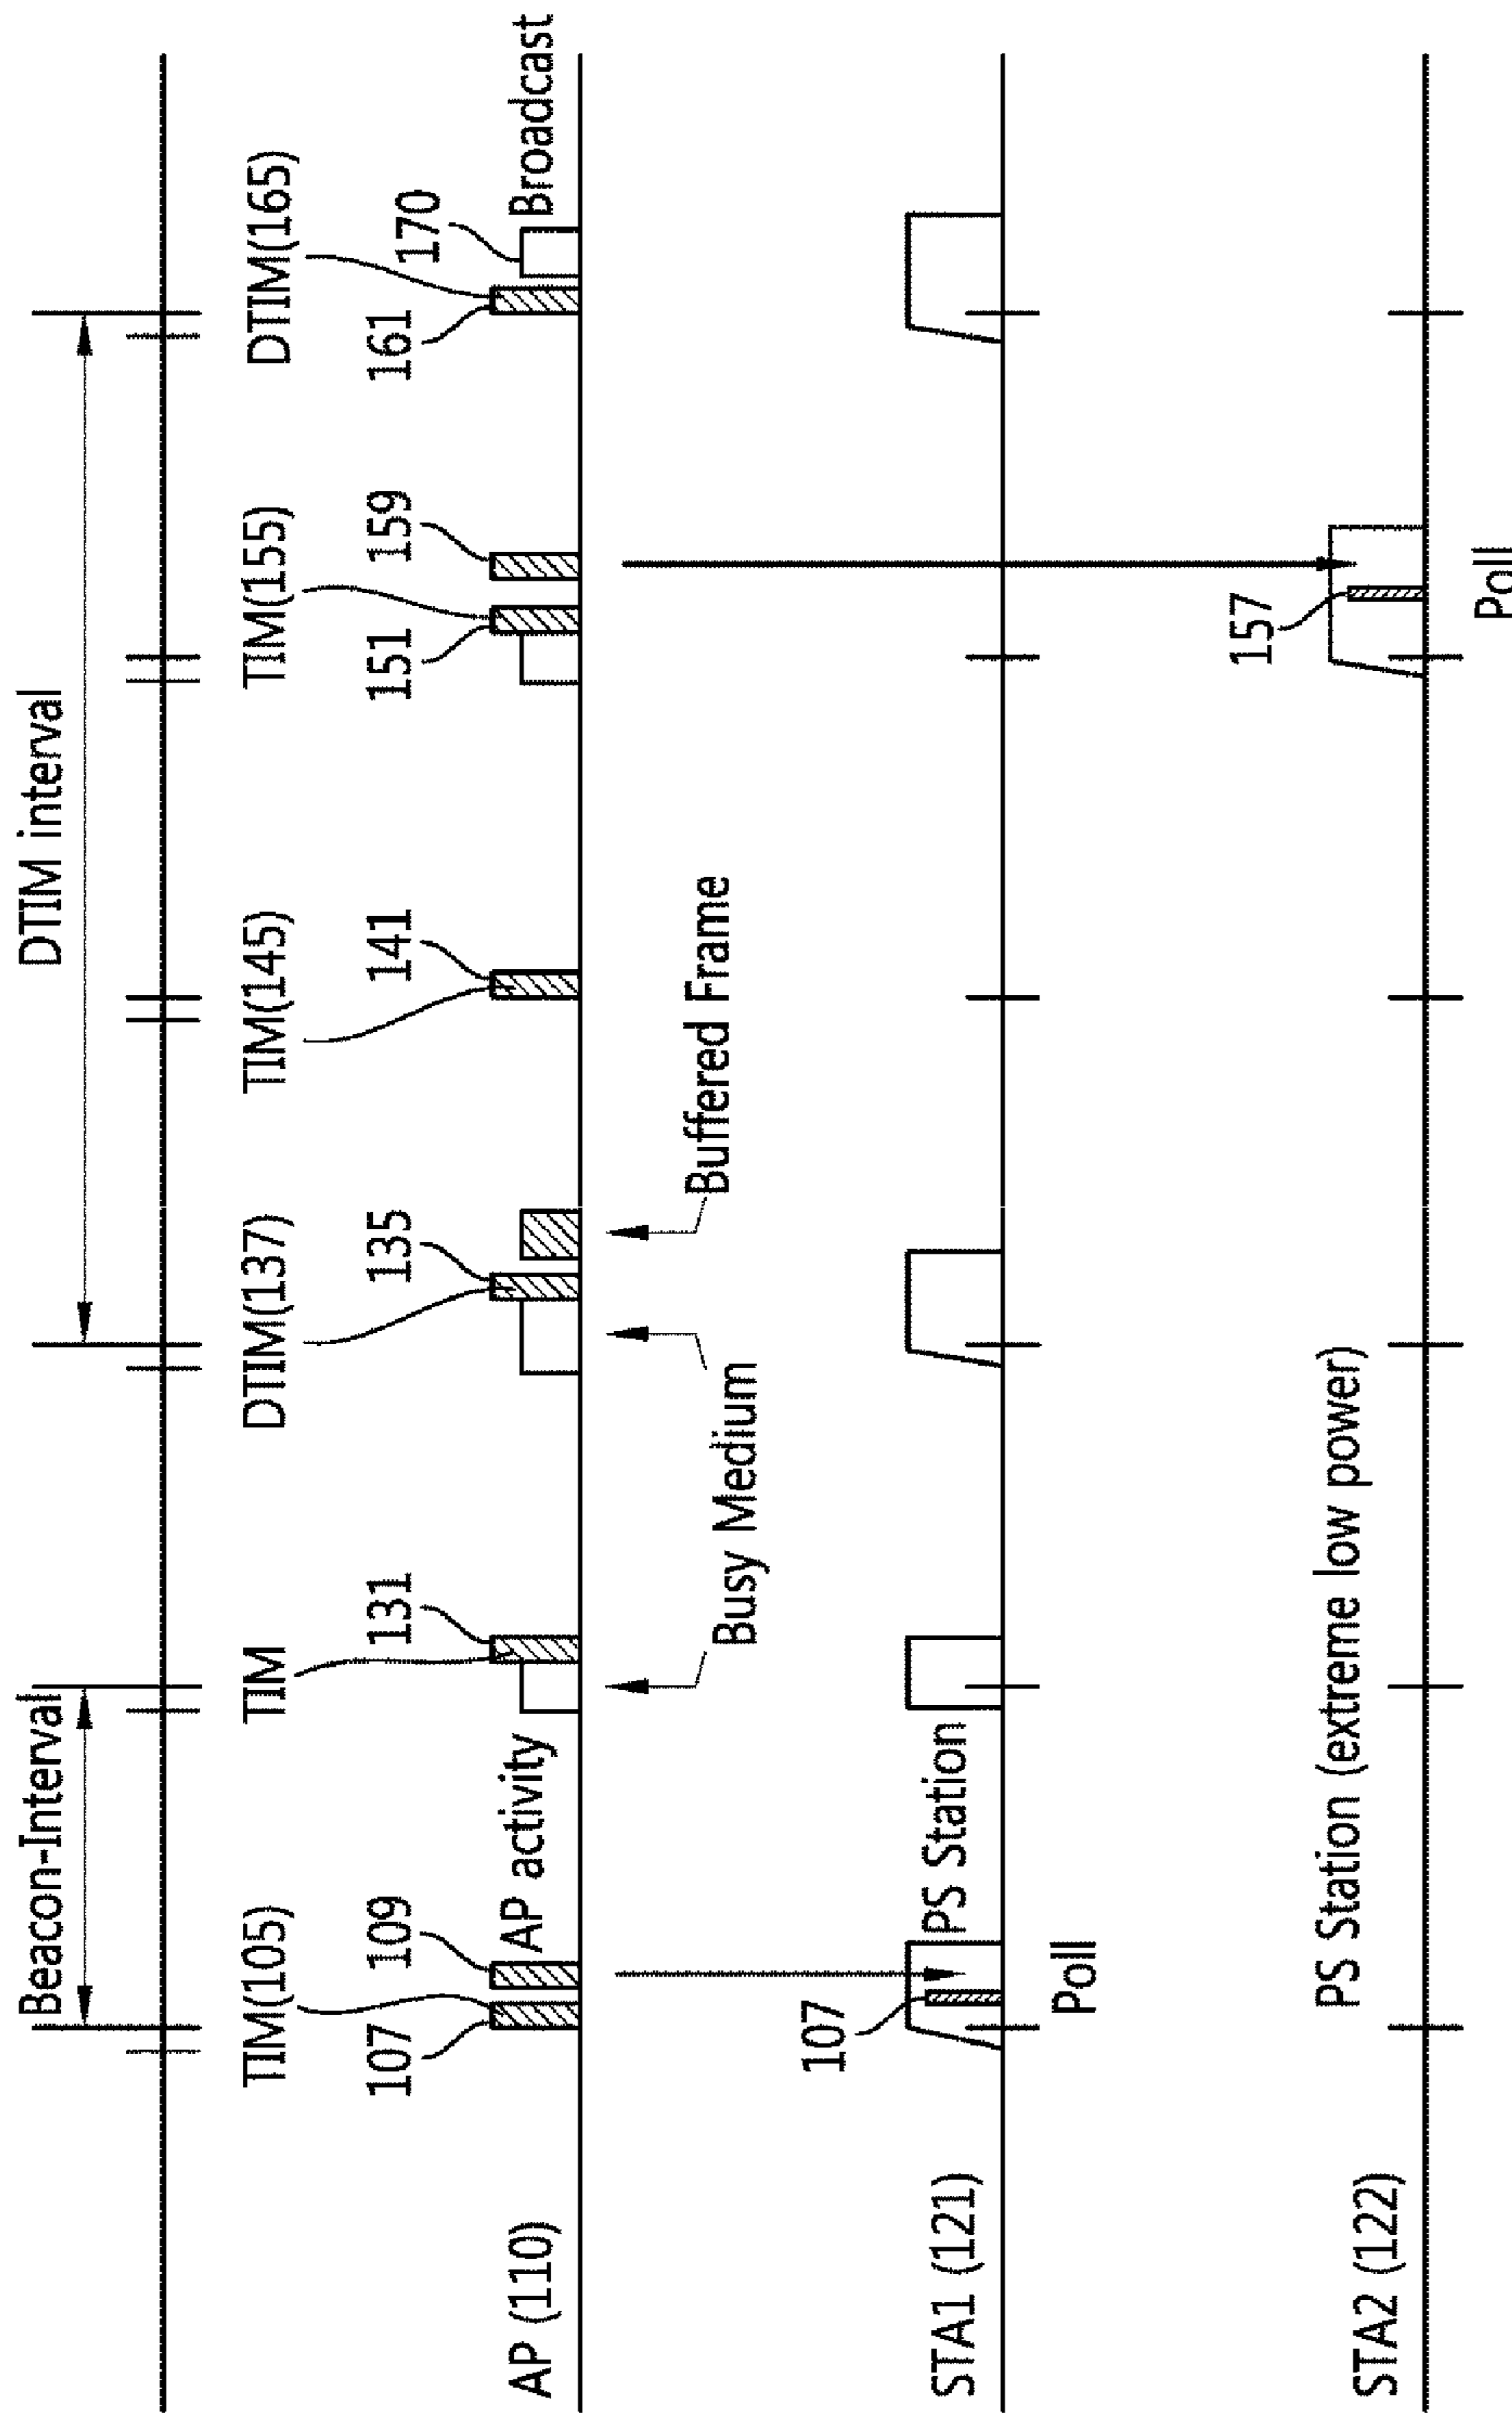 Beacon-Interval
DTIM interval
TIM(105)
TIM
DTIM(137)
TIM(145)
TIM(155)
DTIM(165)
107
109
131
135
141
151
159
161
170
AP (110)
AP activity
Broadcast
Busy Medium
Buffered Frame
107
STA1 (121)
PS Station
Poll
157
STA2 (122)
PS Station (extreme low power)
Poll